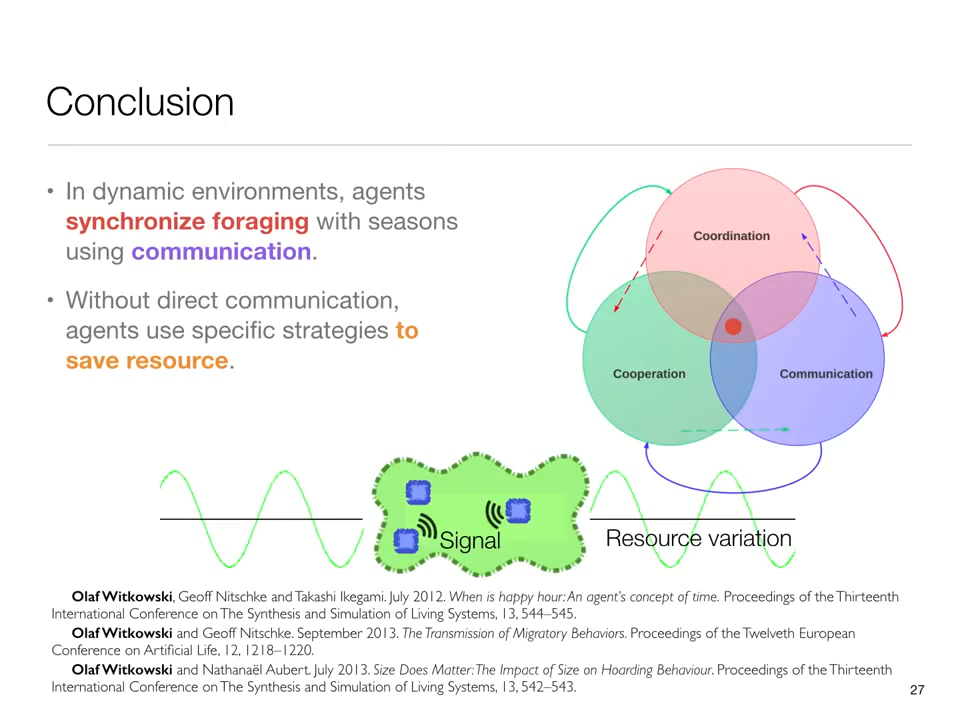 Conclusion
• In dynamic environments, agents
synchronize foraging with seasons
using communication.
• Without direct communication,
agents use specific strategies to
save resource.
Coordination
Cooperation
Communication
Signal
Resource variation
Olaf Witkowski, Geoff Nitschke and Takashi Ikegami. July 2012. When is happy hour: An agent's concept of time. Proceedings of the Thirteenth
International Conference on The Synthesis and Simulation of Living Systems, 13, 544–545.
Olaf Witkowski and Geoff Nitschke. September 2013. The Transmission of Migratory Behaviors. Proceedings of the Twelveth European
Conference on Artificial Life, 12, 1218–1220.
Olaf Witkowski and Nathanaël Aubert. July 2013. Size Does Matter: The Impact of Size on Hoarding Behaviour. Proceedings of the Thirteenth
International Conference on The Synthesis and Simulation of Living Systems, 13, 542–543.
27